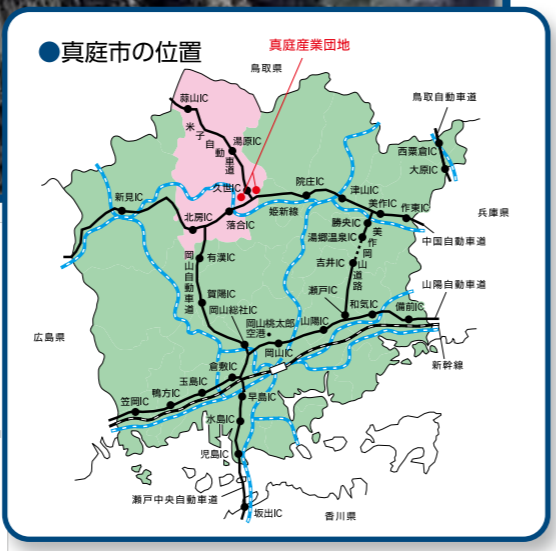 ●真庭市の位置
真庭産業団地
鳥取県
蒜山IC
米子自動車道
湯原IC
鳥取自動車道
西粟倉IC
大原IC
久世IC
院庄IC
津山IC
新見IC
姫新線
美作IC
作東IC
兵庫県
北房IC
落合IC
勝央IC
湯郷温泉IC
美作岡山道路
中国自動車道
有漢IC
吉井IC
岡山自動車道
山陽自動車道
賀陽IC
瀬戸IC
和気IC
備前IC
岡山総社IC
岡山桃太郎
空港
山陽IC
広島県
岡山IC
新幹線
倉敷IC
玉島IC
鴨方IC
笠岡IC
早島IC
水島IC
児島IC
瀬戸中央自動車道
坂出IC
香川県